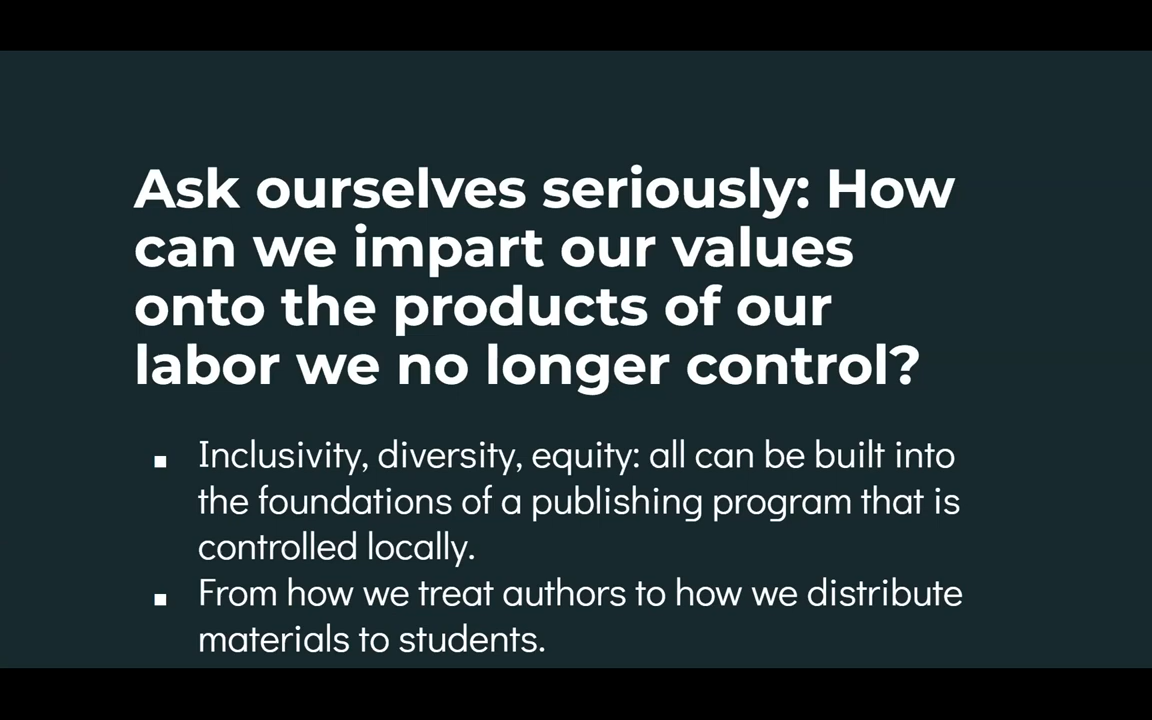 Ask ourselves seriously: How
can we impart our values
onto the products of our
labor we no longer control?
▪ Inclusivity, diversity, equity: all can be built into
the foundations of a publishing program that is
controlled locally.
▪ From how we treat authors to how we distribute
materials to students.